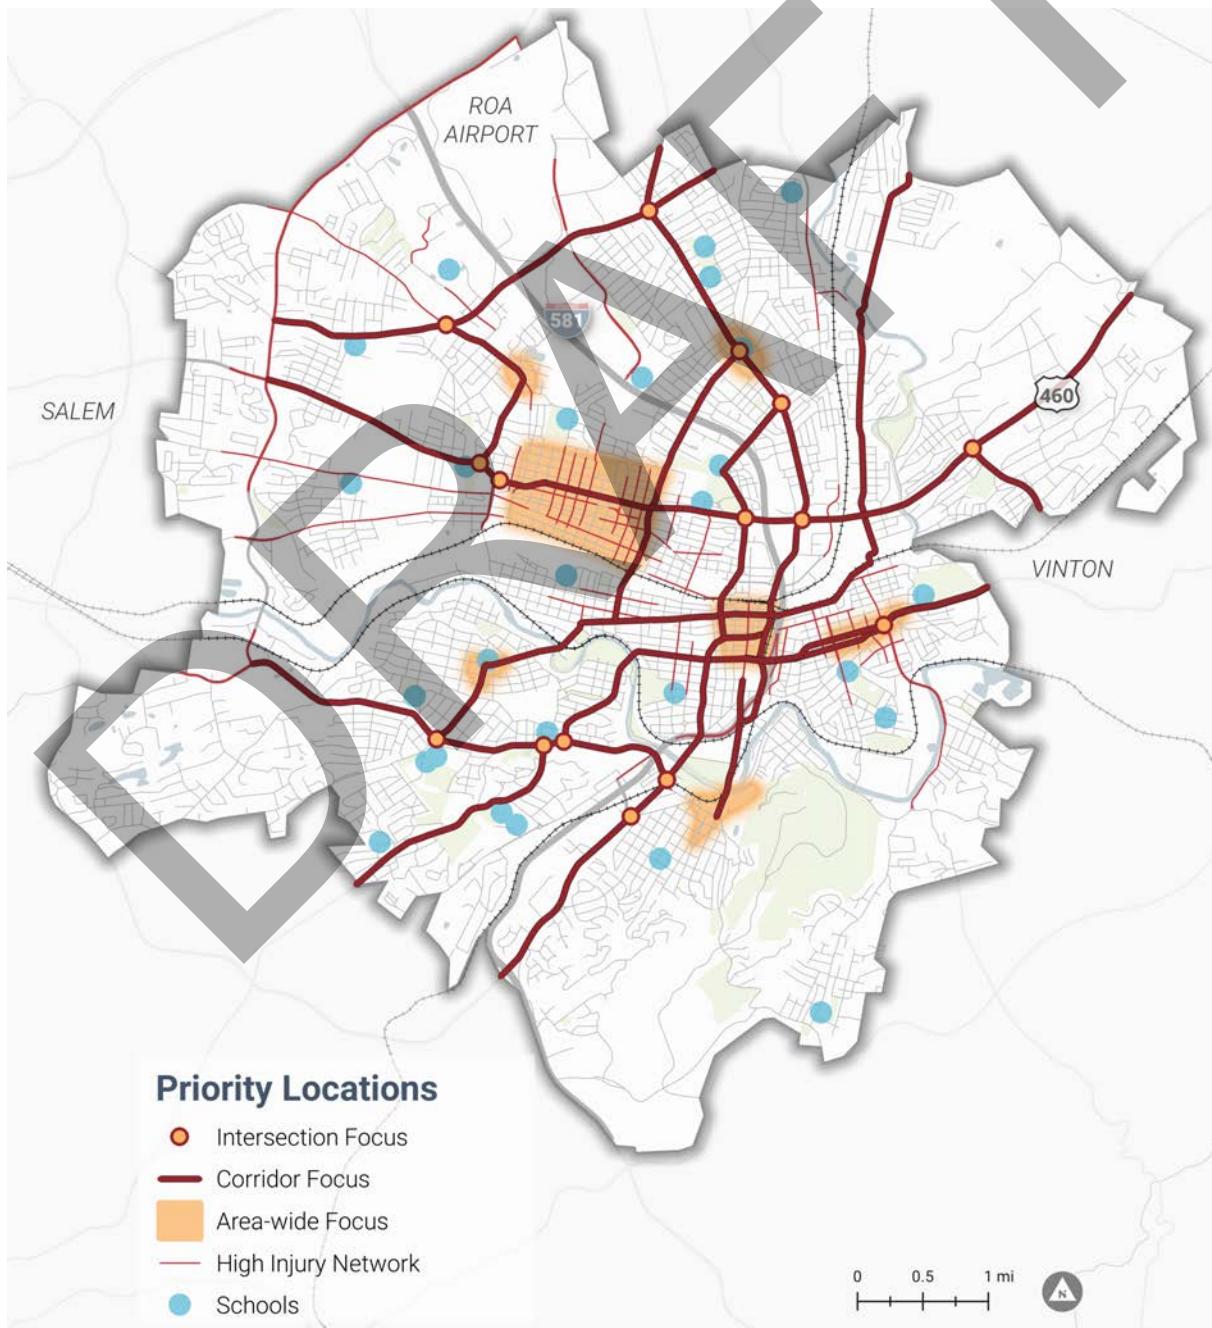 DRAFT
ROA
AIRPORT
581
460
SALEM
VINTON
Priority Locations
Intersection Focus
Corridor Focus
Area-wide Focus
High Injury Network
Schools
0 0.5 1 mi
N